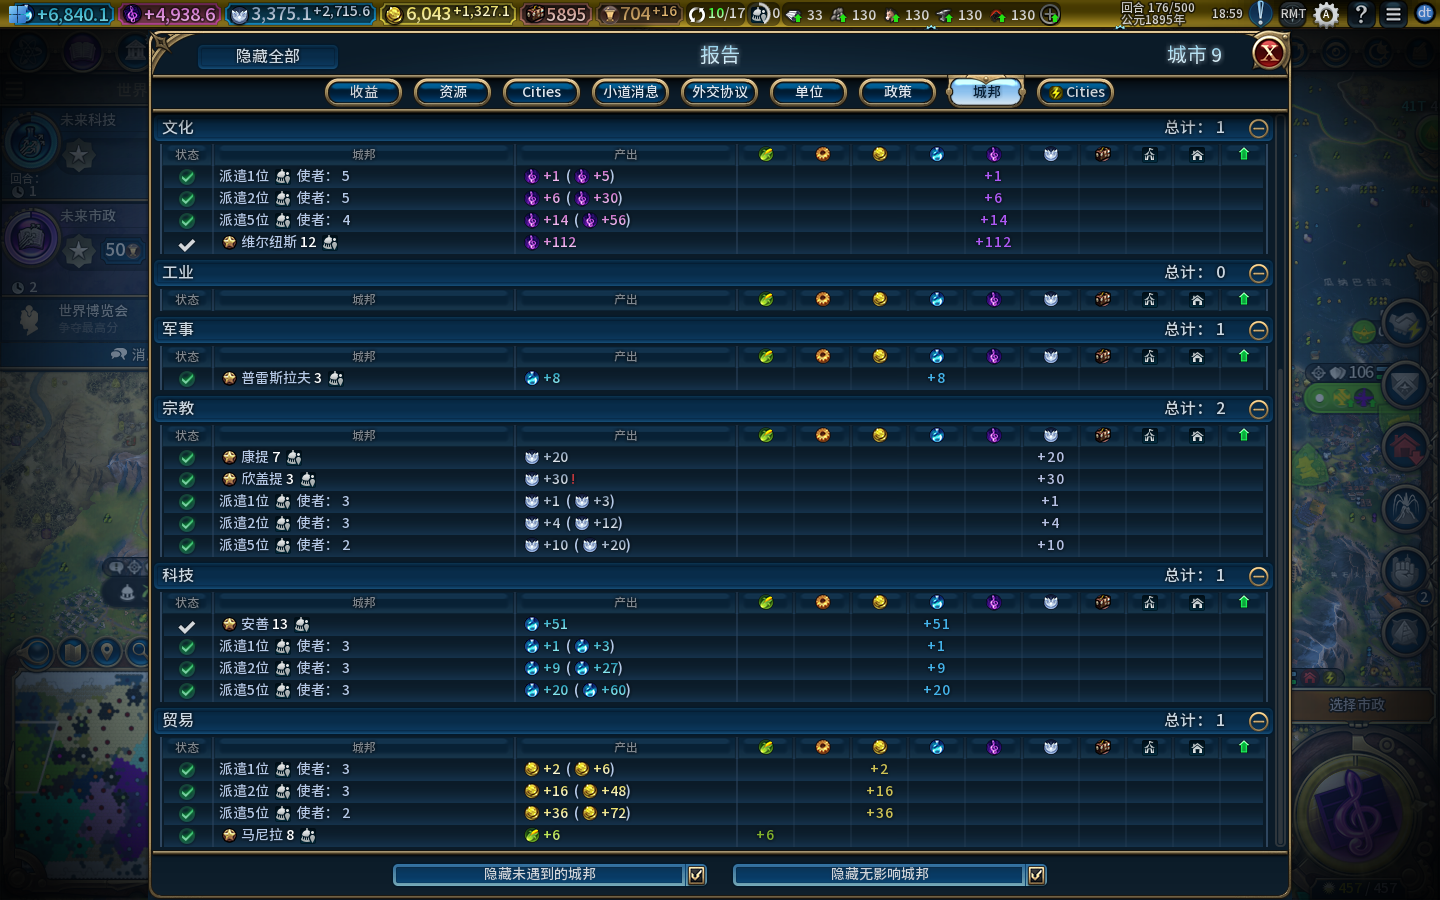 +6,840.1 +4,938.6 3,375.1+2,715.6 6,043+1,327.1 5895 704+16 10/17 0 33 130 130 130 130 回合 176/500 公元1895年 18:59 RMT A ? dt
隐藏全部 报告 城市 9 X
收益 资源 Cities 小道消息 外交协议 单位 政策 城邦 Cities
未来科技
回合：
1
未来市政
50
2
世界博览会
争夺最高分
消
文化 总计： 1
状态 城邦 产出
派遣1位 使者： 5 +1 ( +5) +1
派遣2位 使者： 5 +6 ( +30) +6
派遣5位 使者： 4 +14 ( +56) +14
维尔纽斯 12 +112 +112
工业 总计： 0
状态 城邦 产出
军事 总计： 1
状态 城邦 产出
普雷斯拉夫 3 +8 +8
宗教 总计： 2
状态 城邦 产出
康提 7 +20 +20
欣盖提 3 +30! +30
派遣1位 使者： 3 +1 ( +3) +1
派遣2位 使者： 3 +4 ( +12) +4
派遣5位 使者： 2 +10 ( +20) +10
科技 总计： 1
状态 城邦 产出
安善 13 +51 +51
派遣1位 使者： 3 +1 ( +3) +1
派遣2位 使者： 3 +9 ( +27) +9
派遣5位 使者： 3 +20 ( +60) +20
贸易 总计： 1
状态 城邦 产出
派遣1位 使者： 3 +2 ( +6) +2
派遣2位 使者： 3 +16 ( +48) +16
派遣5位 使者： 2 +36 ( +72) +36
马尼拉 8 +6 +6
隐藏未遇到的城邦 隐藏无影响城邦
106
2
选择市政
457/457